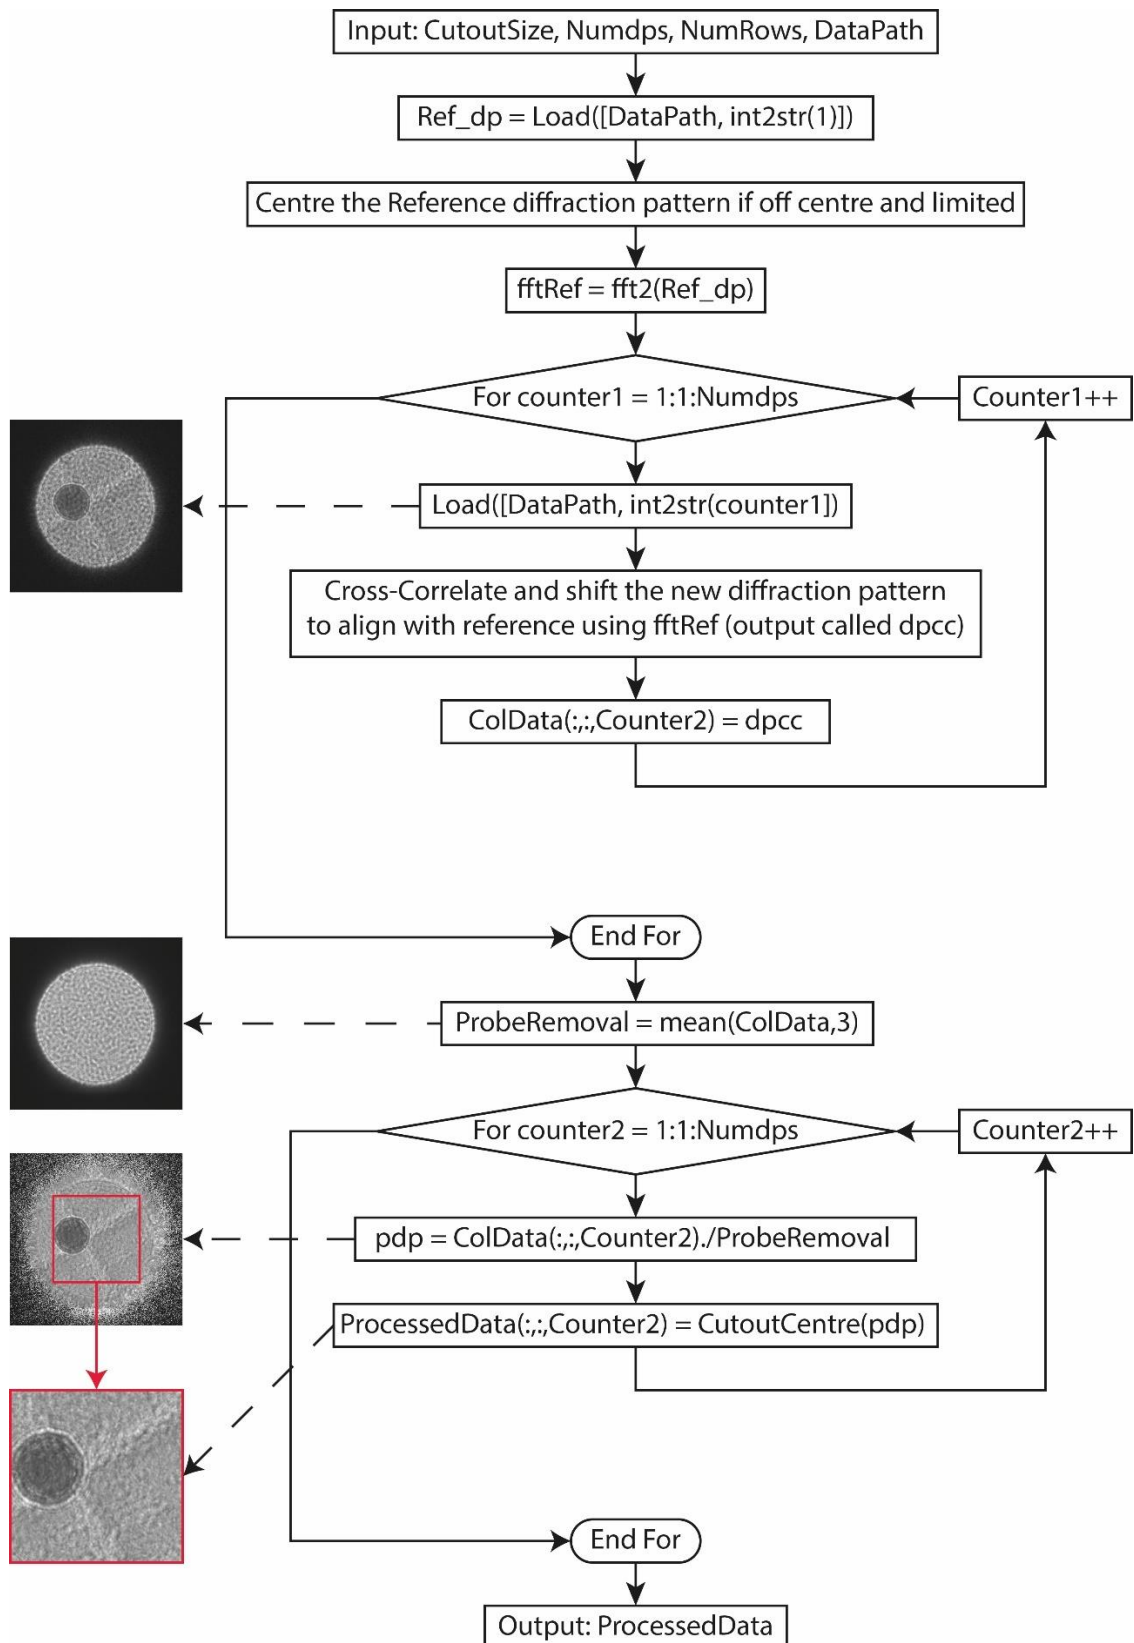 Input: CutoutSize, Numdps, NumRows, DataPath
Ref_dp = Load([DataPath, int2str(1)])
Centre the Reference diffraction pattern if off centre and limited
fftRef = fft2(Ref_dp)
For counter1 = 1:1:Numdps
Counter1++
Load([DataPath, int2str(counter1])
Cross-Correlate and shift the new diffraction pattern
to align with reference using fftRef (output called dpcc)
ColData(:,:,Counter2) = dpcc
End For
ProbeRemoval = mean(ColData,3)
For counter2 = 1:1:Numdps
Counter2++
pdp = ColData(:,:,Counter2)./ProbeRemoval
ProcessedData(:,:,Counter2) = CutoutCentre(pdp)
End For
Output: ProcessedData